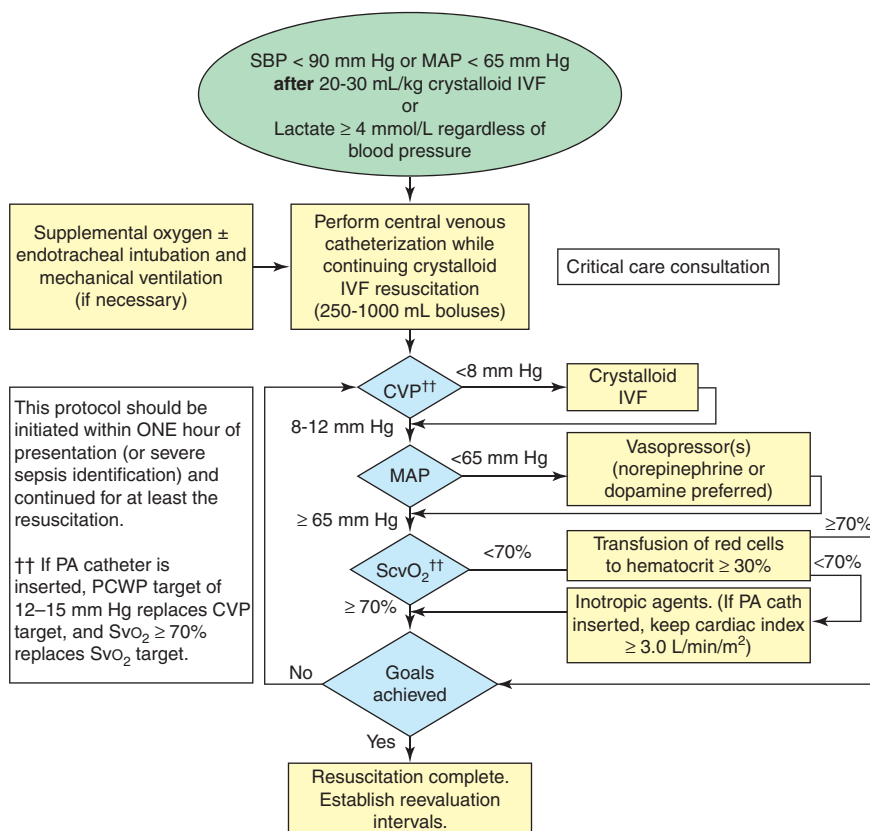 SBP < 90 mm Hg or MAP < 65 mm Hg
after 20-30 mL/kg crystalloid IVF
or
Lactate ≥ 4 mmol/L regardless of
blood pressure
Supplemental oxygen ±
endotracheal intubation and
mechanical ventilation
(if necessary)
Perform central venous
catheterization while
continuing crystalloid
IVF resuscitation
(250-1000 mL boluses)
Critical care consultation
CVP††
<8 mm Hg
Crystalloid
IVF
8-12 mm Hg
This protocol should be
initiated within ONE hour of
presentation (or severe
sepsis identification) and
continued for at least the
resuscitation.
†† If PA catheter is
inserted, PCWP target of
12–15 mm Hg replaces CVP
target, and SvO₂ ≥ 70%
replaces SvO₂ target.
MAP
<65 mm Hg
Vasopressor(s)
(norepinephrine or
dopamine preferred)
≥ 65 mm Hg
ScvO₂††
<70%
Transfusion of red cells
to hematocrit ≥ 30%
≥70%
<70%
≥ 70%
Inotropic agents. (If PA cath
inserted, keep cardiac index
≥ 3.0 L/min/m²)
Goals
achieved
No
Yes
Resuscitation complete.
Establish reevaluation
intervals.